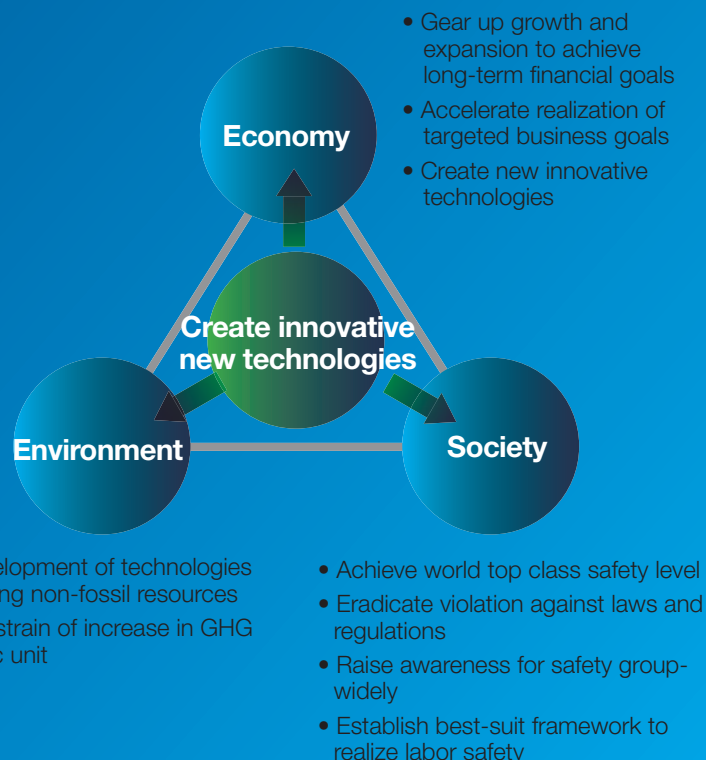 • Gear up growth and
expansion to achieve
long-term financial goals
• Accelerate realization of
targeted business goals
• Create new innovative
technologies
Economy
Create innovative
new technologies
Environment
Society
of technologies
non-fossil resources
of increase in GHG
unit
• Achieve world top class safety level
• Eradicate violation against laws and
regulations
• Raise awareness for safety group-
widely
• Establish best-suit framework to
realize labor safety